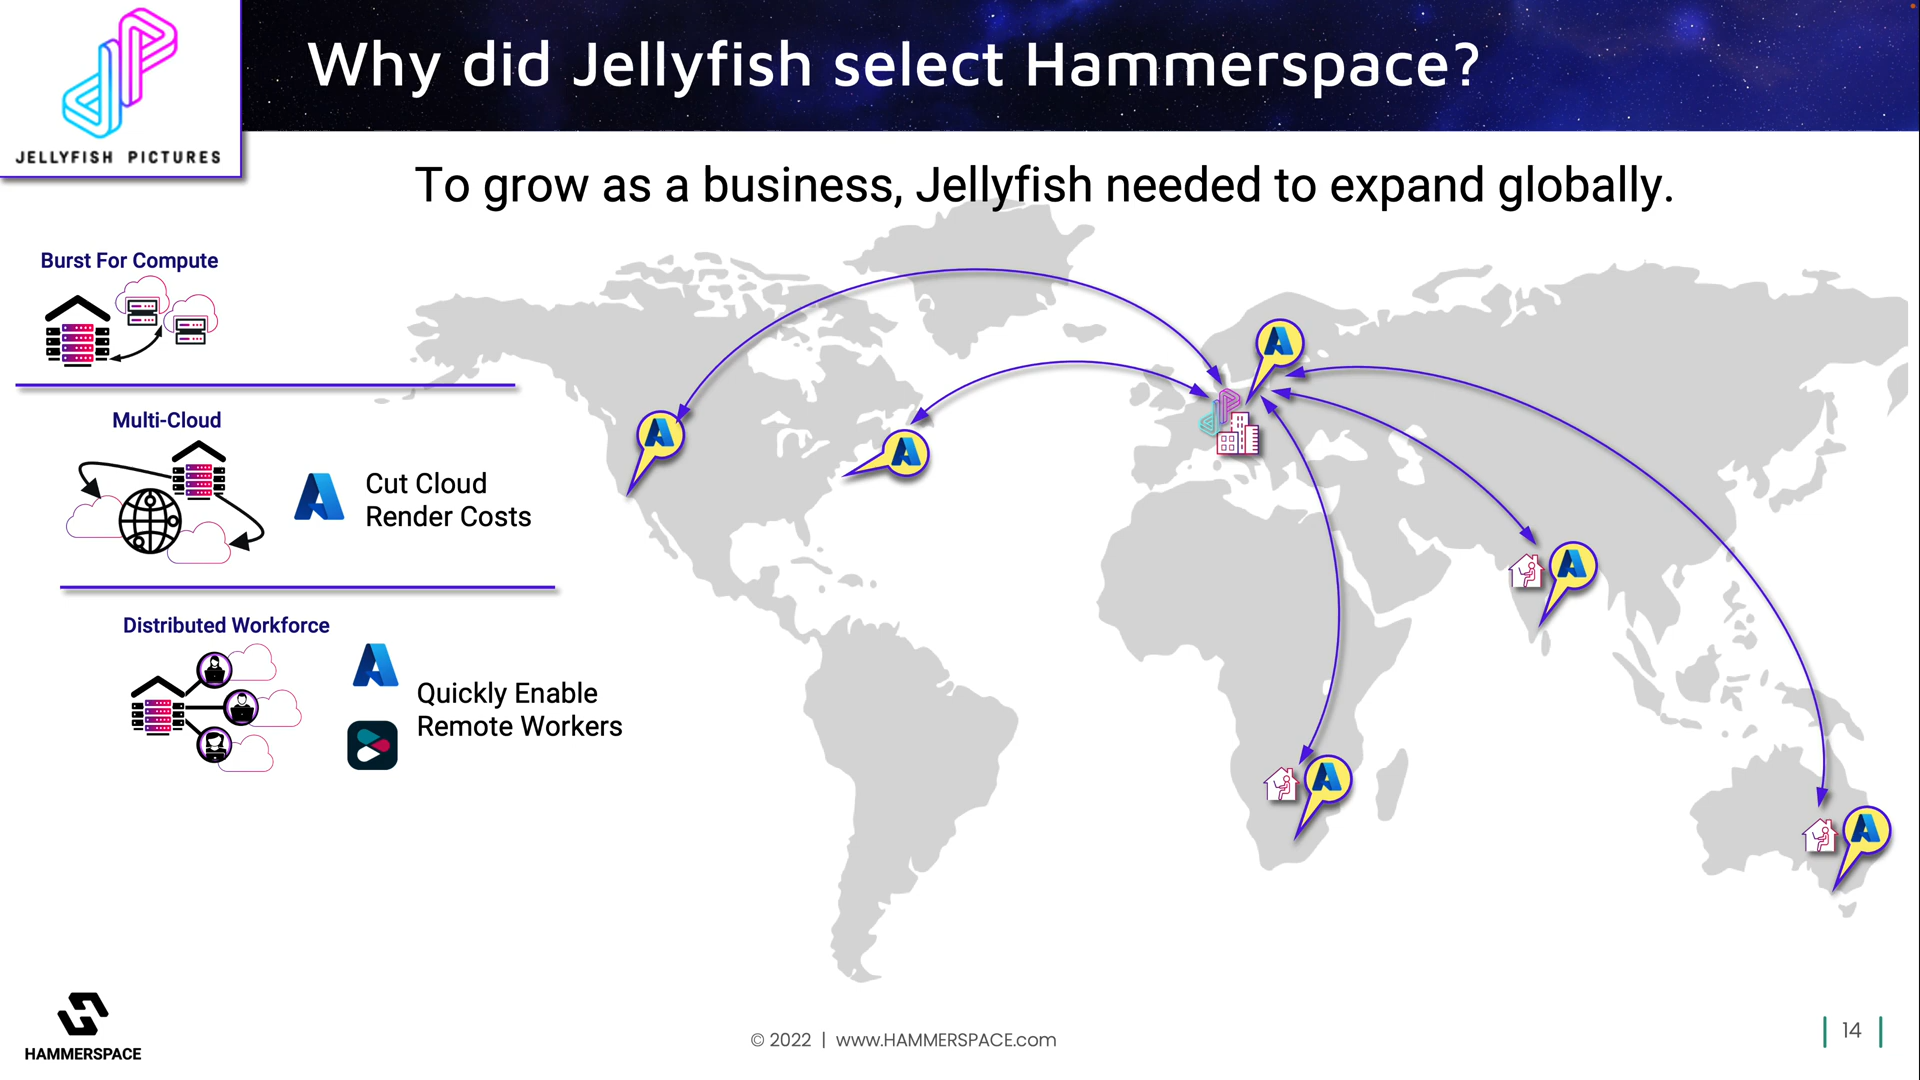 JELLYFISH PICTURES
Why did Jellyfish select Hammerspace?
To grow as a business, Jellyfish needed to expand globally.
Burst For Compute
Multi-Cloud
Cut Cloud
Render Costs
Distributed Workforce
Quickly Enable
Remote Workers
HAMMERSPACE
© 2022 | www.HAMMERSPACE.com
| 14 |